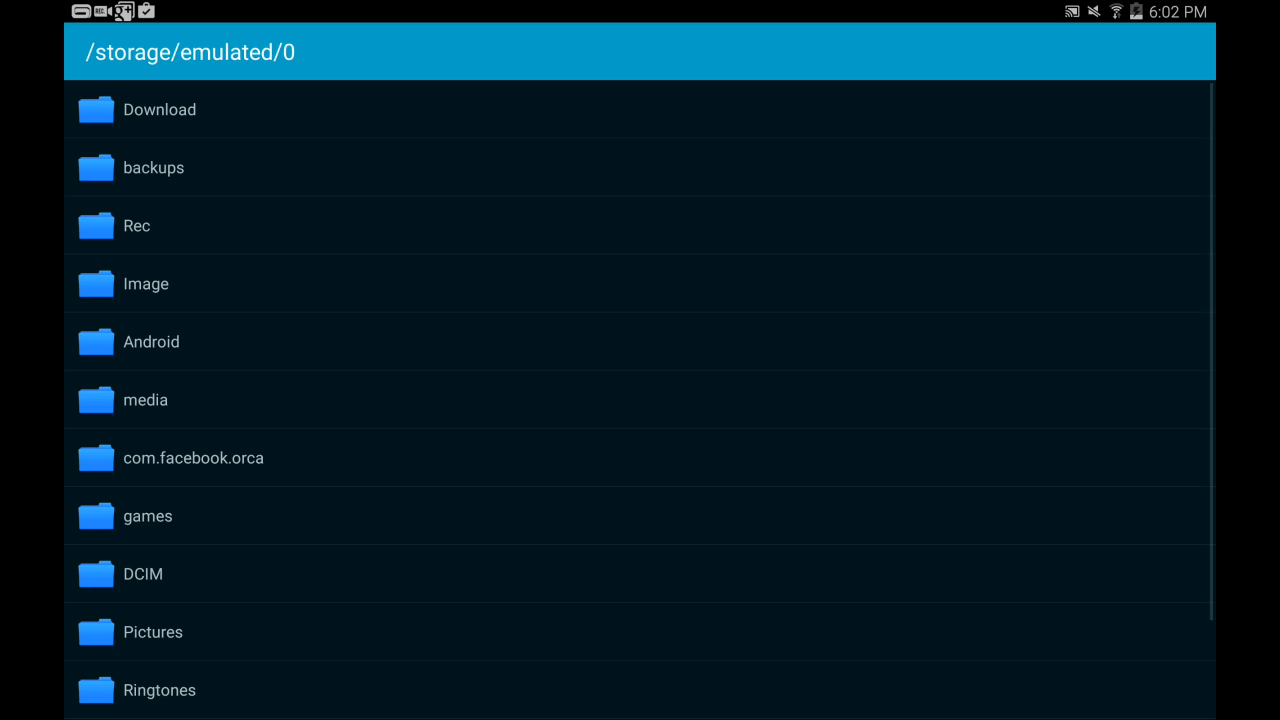 REC
g+
6:02 PM
/storage/emulated/0
Download
backups
Rec
Image
Android
media
com.facebook.orca
games
DCIM
Pictures
Ringtones